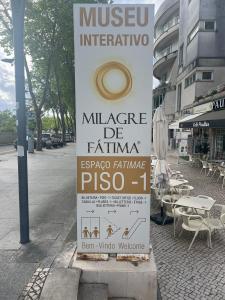 MUSEU
INTERATIVO
MILAGRE
DE
FÁTIMA
ESPAÇO FATIMAE
PISO -1
Bem - Vindo Welcome